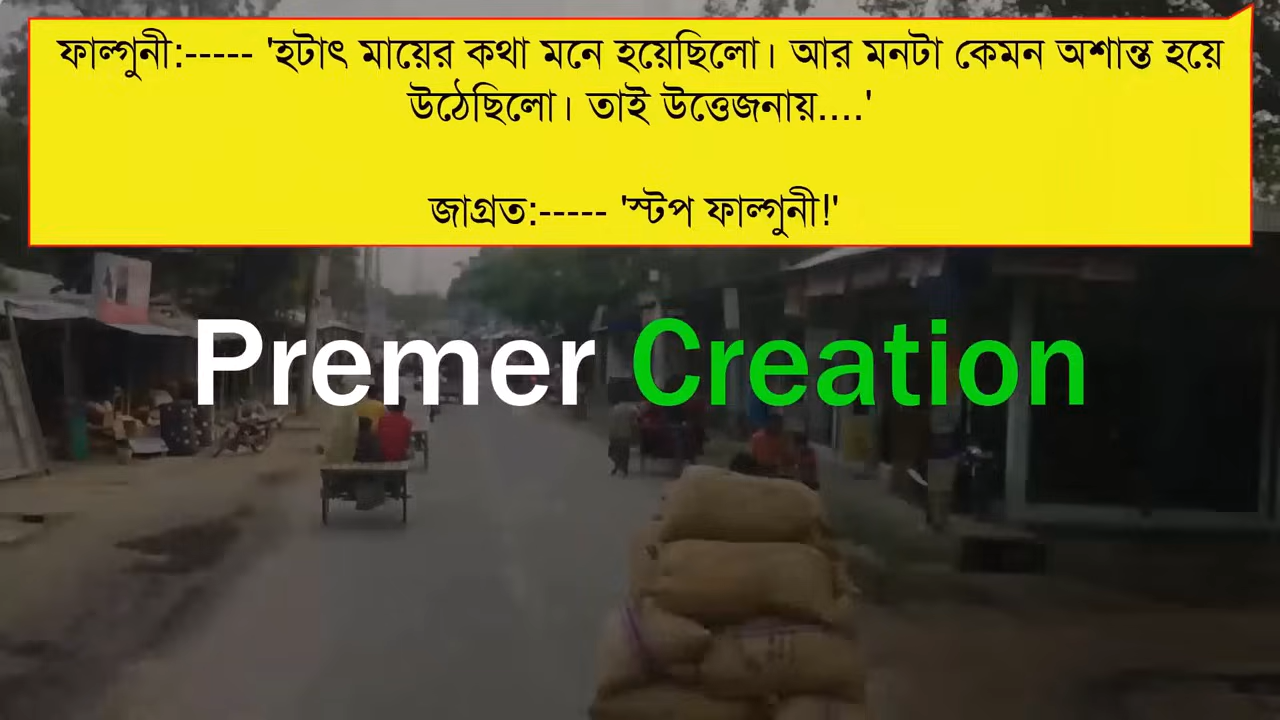 ফাল্গুনী:----- 'হটাৎ মায়ের কথা মনে হয়েছিলো। আর মনটা কেমন অশান্ত হয়ে
উঠেছিলো। তাই উত্তেজনায়....'
জাগ্রত:----- 'স্টপ ফাল্গুনী!'
Premer Creation